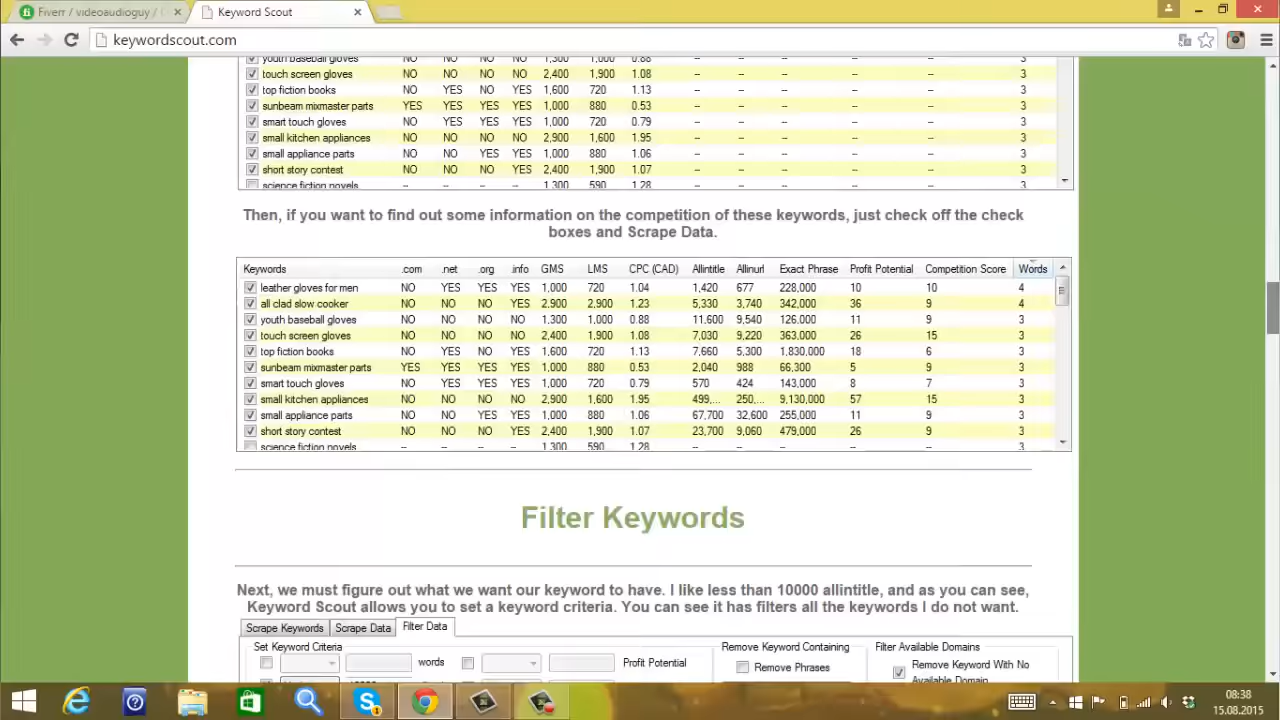 Fiverr / videoaudioguy /
Keyword Scout
keywordscout.com
youth baseball gloves 1,300 1,000 0.88 3
touch screen gloves NO NO NO NO 2,400 1,900 1.08 -- -- -- -- -- 3
top fiction books NO YES NO YES 1,600 720 1.13 -- -- -- -- -- 3
sunbeam mixmaster parts YES YES YES YES 1,000 880 0.53 -- -- -- -- -- 3
smart touch gloves NO YES YES YES 1,000 720 0.79 -- -- -- -- -- 3
small kitchen appliances NO NO NO NO 2,900 1,600 1.95 -- -- -- -- -- 3
small appliance parts NO NO YES YES 1,000 880 1.06 -- -- -- -- -- 3
short story contest NO NO NO YES 2,400 1,900 1.07 -- -- -- -- -- 3
science fiction novels -- -- -- -- 1,300 590 1.28 -- -- -- -- -- 3
Then, if you want to find out some information on the competition of these keywords, just check off the check
boxes and Scrape Data.
Keywords .com .net .org .info GMS LMS CPC (CAD) Allintitle Allinurl Exact Phrase Profit Potential Competition Score Words
leather gloves for men NO YES YES YES 1,000 720 1.04 1,420 677 228,000 10 10 4
all clad slow cooker NO NO NO YES 2,900 2,900 1.23 5,330 3,740 342,000 36 9 4
youth baseball gloves NO NO NO NO 1,300 1,000 0.88 11,600 9,540 126,000 11 9 3
touch screen gloves NO NO NO NO 2,400 1,900 1.08 7,030 9,220 363,000 26 15 3
top fiction books NO YES NO YES 1,600 720 1.13 7,660 5,300 1,830,000 18 6 3
sunbeam mixmaster parts YES YES YES YES 1,000 880 0.53 2,040 988 66,300 5 9 3
smart touch gloves NO YES YES YES 1,000 720 0.79 570 424 143,000 8 7 3
small kitchen appliances NO NO NO NO 2,900 1,600 1.95 499,... 250,... 9,130,000 57 15 3
small appliance parts NO NO YES YES 1,000 880 1.06 67,700 32,600 255,000 11 9 3
short story contest NO NO NO YES 2,400 1,900 1.07 23,700 9,060 479,000 26 9 3
science fiction novels -- -- -- -- 1,300 590 1.28 -- -- -- -- -- 3
Filter Keywords
Next, we must figure out what we want our keyword to have. I like less than 10000 allintitle, and as you can see,
Keyword Scout allows you to set a keyword criteria. You can see it has filters all the keywords I do not want.
Scrape Keywords Scrape Data Filter Data
Set Keyword Criteria Remove Keyword Containing Filter Available Domains
words Profit Potential Remove Phrases Remove Keyword With No
Available Domain
08:38
15.08.2015